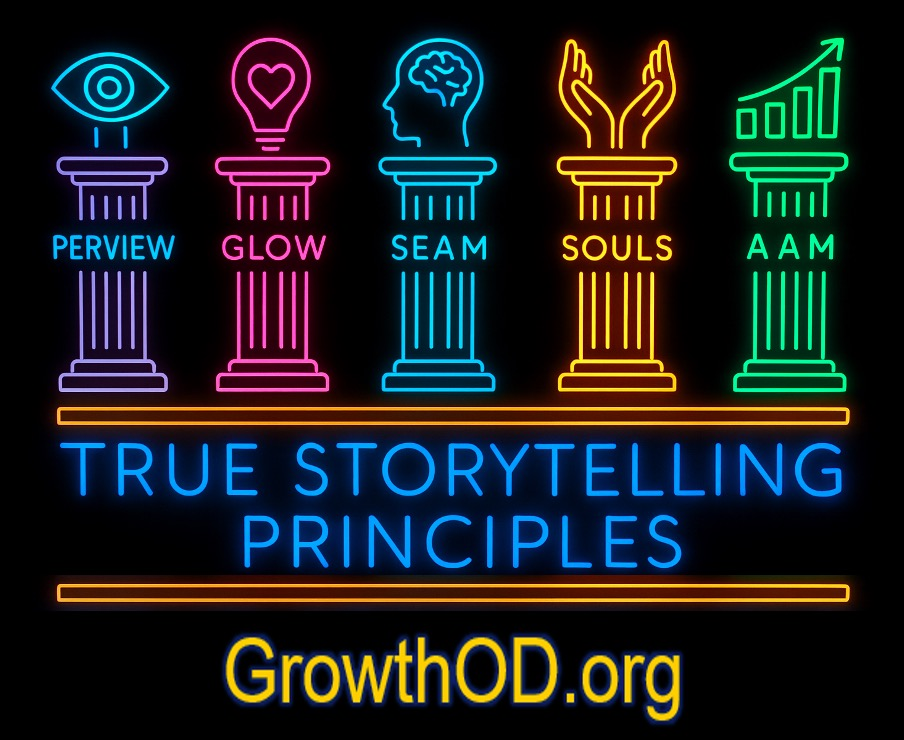 PERVIEW GLOW SEAM SOULS AAM
TRUE STORYTELLING
PRINCIPLES
GrowthOD.org